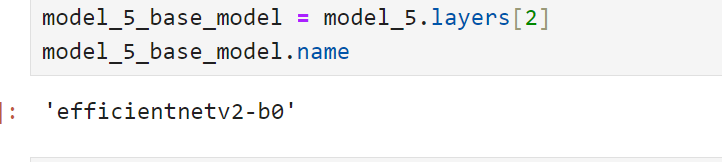 model_5_base_model = model_5.layers[2]
model_5_base_model.name
]: 'efficientnetv2-b0'